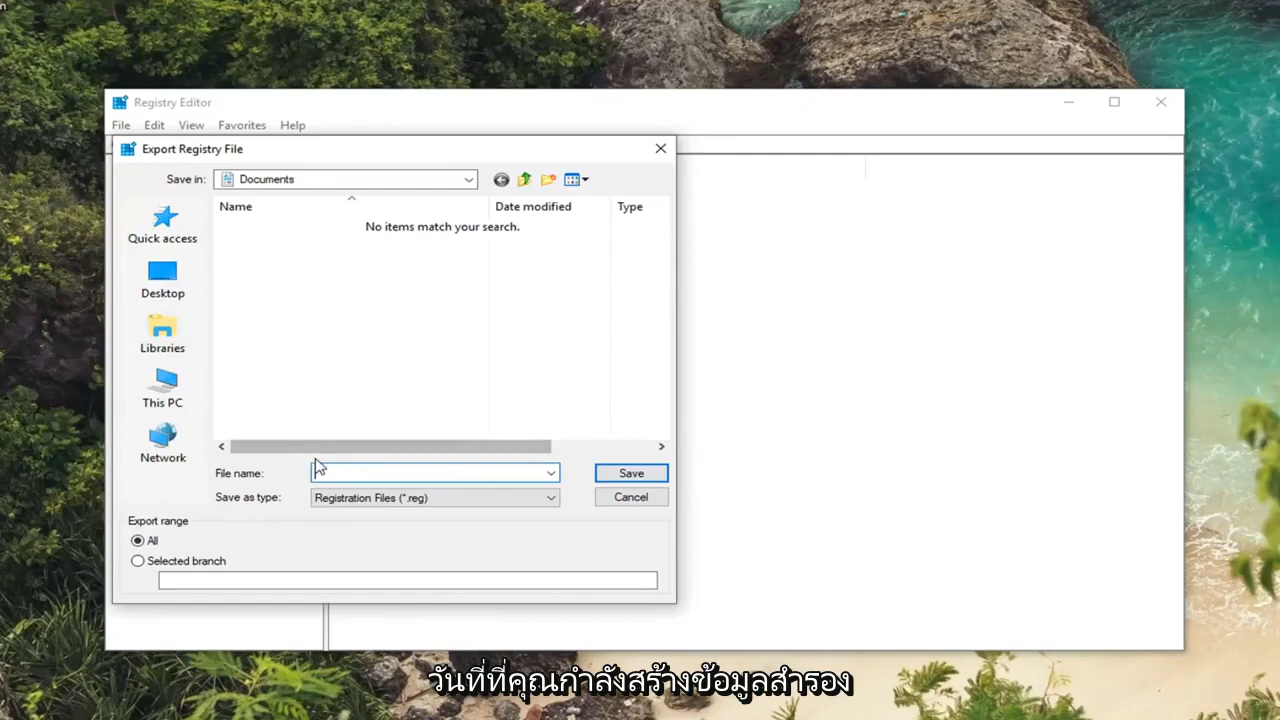 n
Registry Editor
File Edit View Favorites Help
Export Registry File
Save in: Documents
Name Date modified Type
No items match your search.
Quick access
Desktop
Libraries
This PC
Network
File name: Save
Save as type: Registration Files (*.reg) Cancel
Export range
All
Selected branch
วันที่ที่คุณกำลังสร้างข้อมูลสำรอง